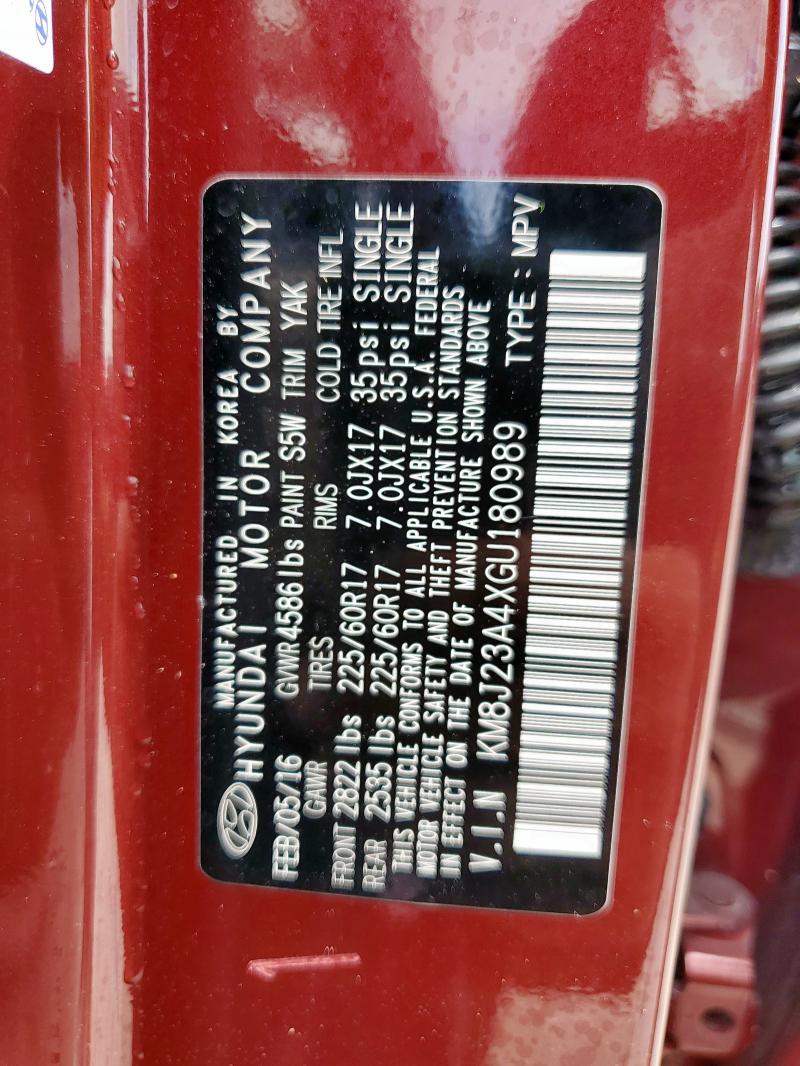 MANUFACTURED IN KOREA BY
HYUNDAI MOTOR COMPANY
FEB/05/16 GVWR 4586 lbs PAINT S5W TRIM YAK
GAWR TIRES RIMS COLD TIRE INFL
FRONT 2822 lbs 225/60R17 7.0JX17 35psi SINGLE
REAR 2535 lbs 225/60R17 7.0JX17 35psi SINGLE
THIS VEHICLE CONFORMS TO ALL APPLICABLE U.S.A. FEDERAL
MOTOR VEHICLE SAFETY AND THEFT PREVENTION STANDARDS
IN EFFECT ON THE DATE OF MANUFACTURE SHOWN ABOVE
V.I.N KM8J23A4XGU180989 TYPE : MPV